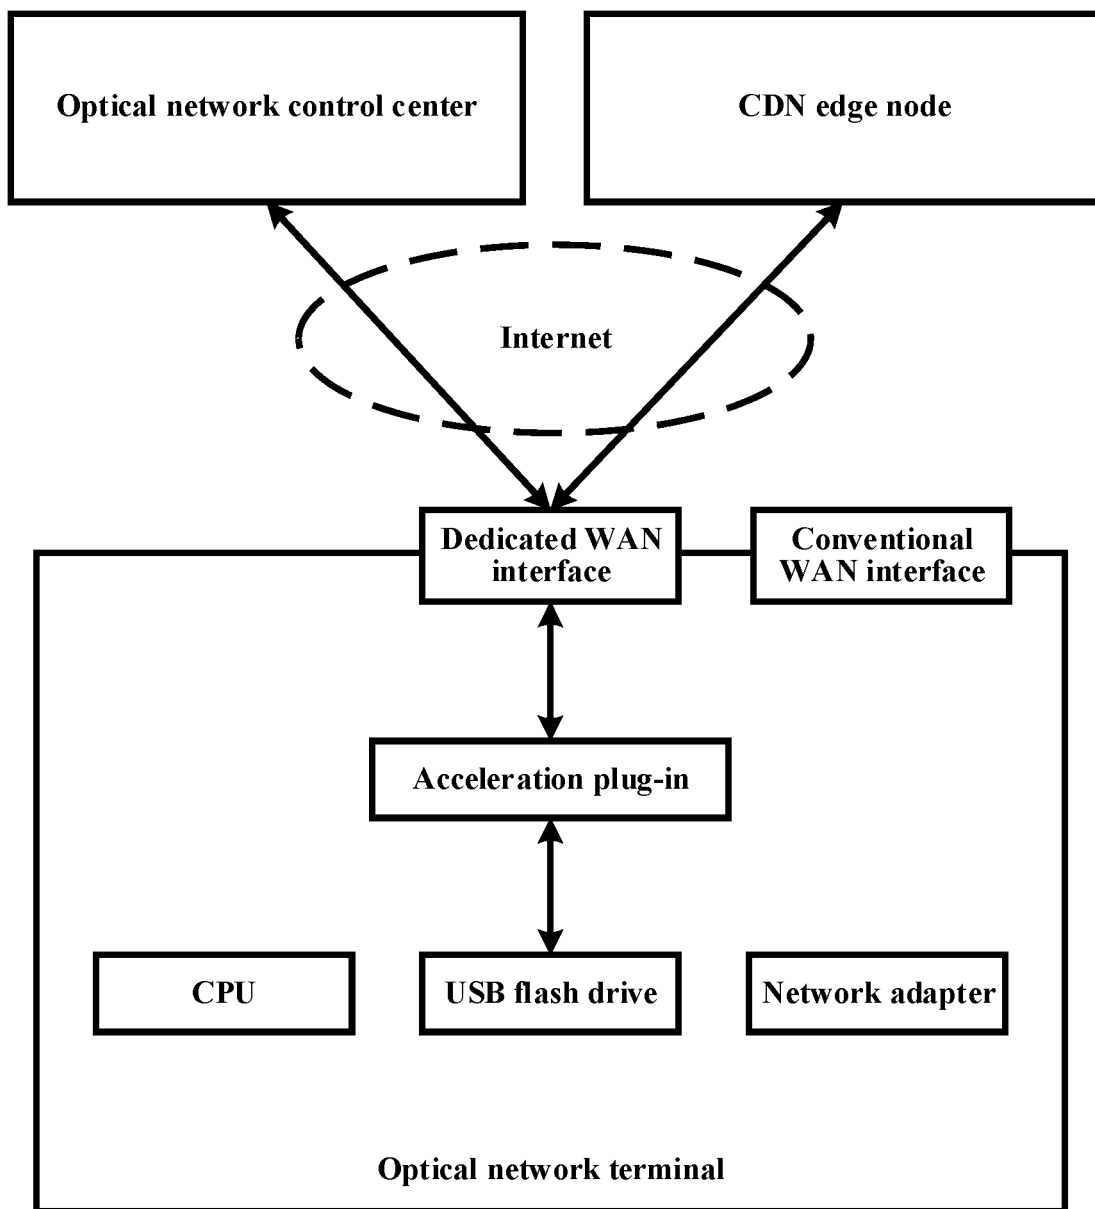 Optical network control center
CDN edge node
Internet
Dedicated WAN
interface
Conventional
WAN interface
Acceleration plug-in
CPU
USB flash drive
Network adapter
Optical network terminal